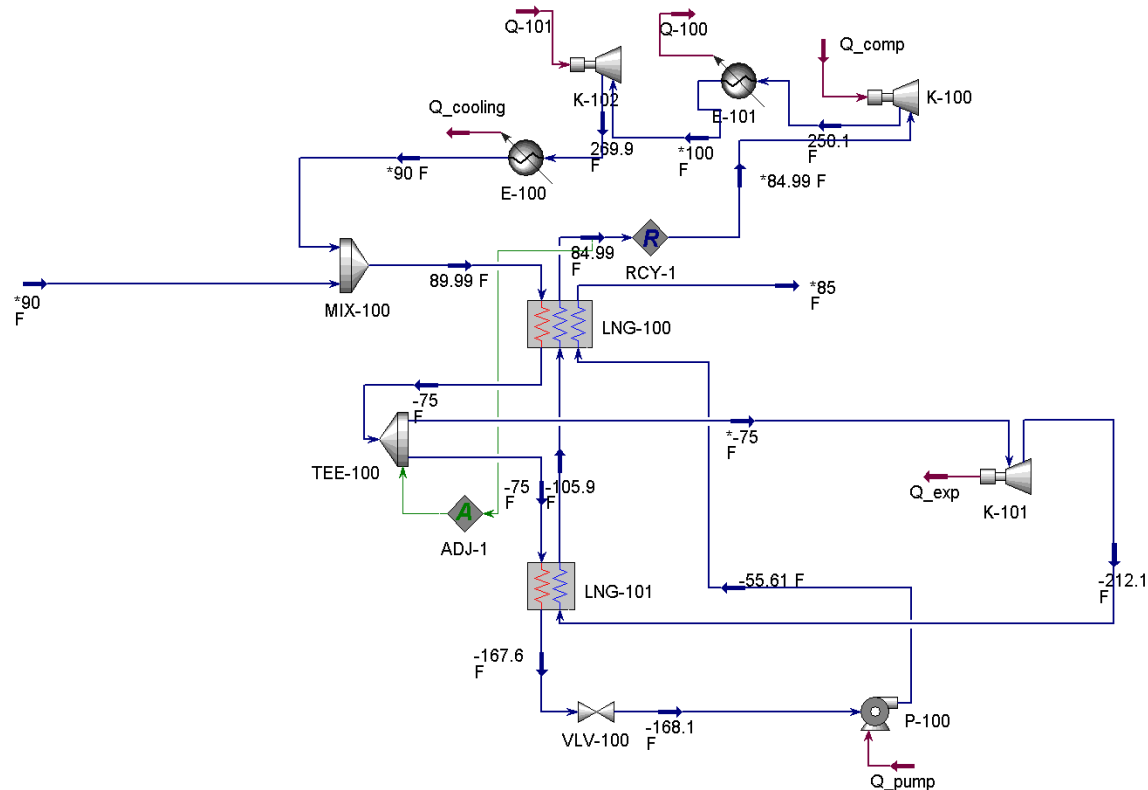 Q-101
Q-100
Q_comp
K-102
E-101
K-100
Q_cooling
269.9
F
*100
F
250.1
F
*90 F
E-100
*84.99 F
84.99
F
RCY-1
*90
F
MIX-100
89.99 F
*85
F
LNG-100
-75
F
*-75
F
TEE-100
-75
F
-105.9
F
ADJ-1
Q_exp
K-101
LNG-101
-55.61 F
-212.1
F
-167.6
F
VLV-100
-168.1
F
P-100
Q_pump
R
A